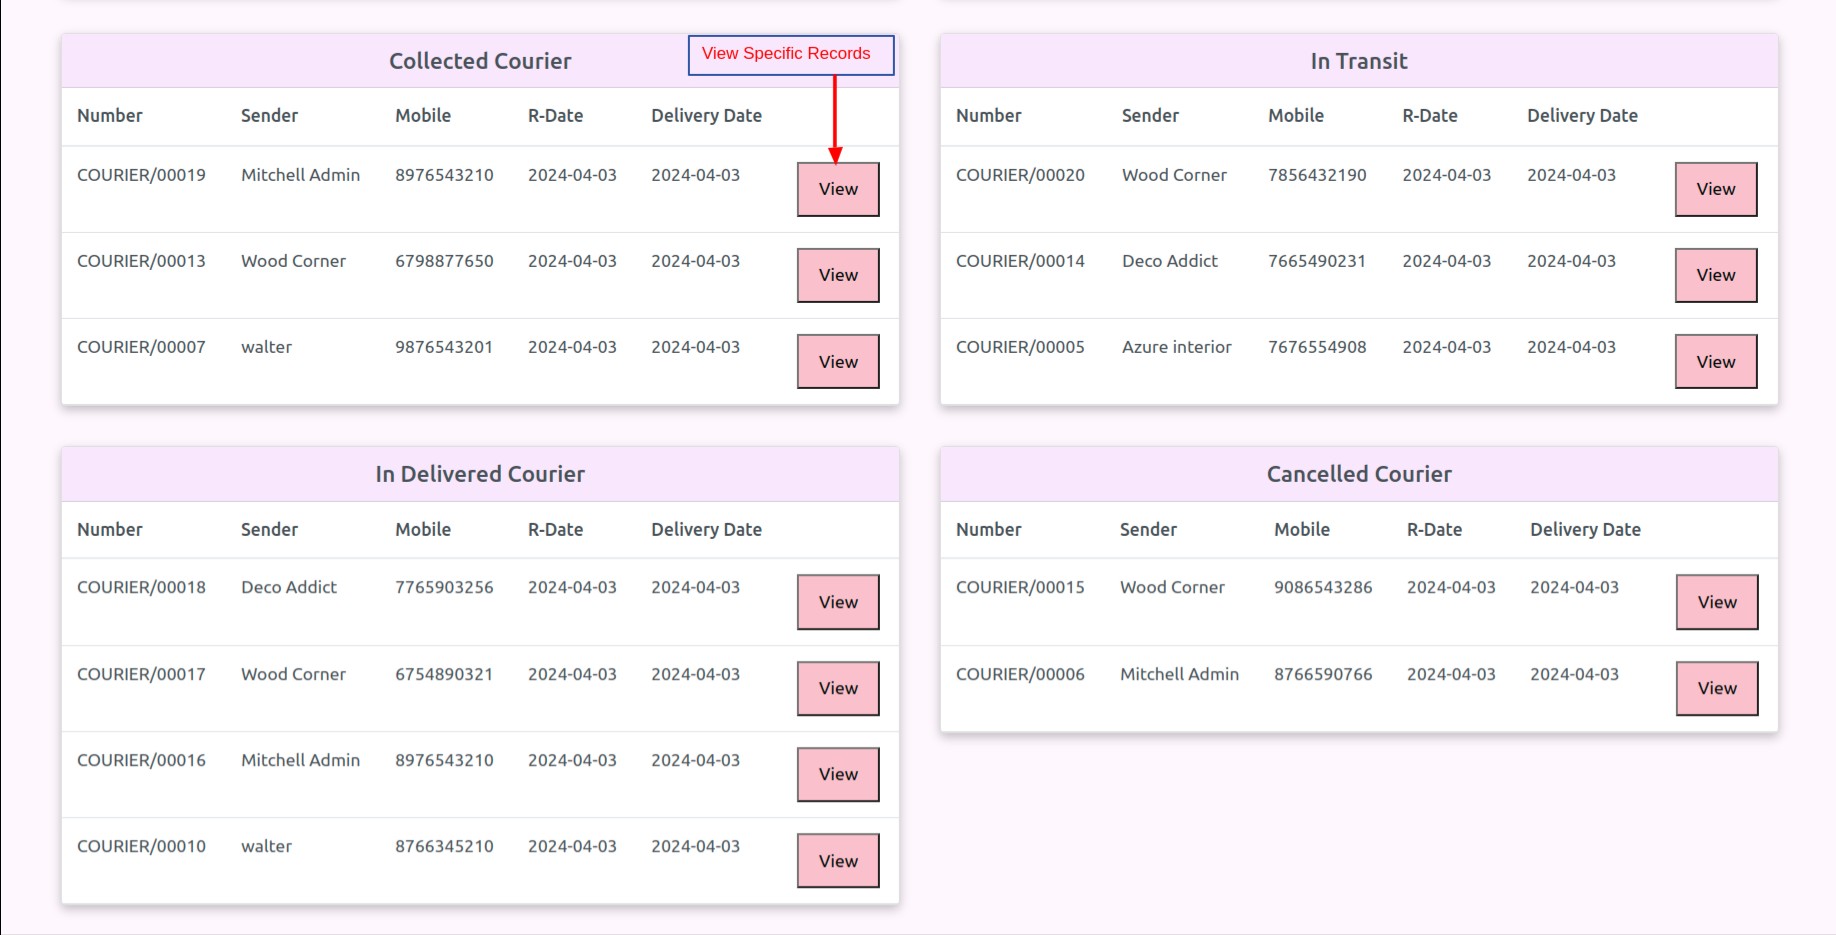 Collected Courier
View Specific Records
Number Sender Mobile R-Date Delivery Date
COURIER/00019 Mitchell Admin 8976543210 2024-04-03 2024-04-03 View
COURIER/00013 Wood Corner 6798877650 2024-04-03 2024-04-03 View
COURIER/00007 walter 9876543201 2024-04-03 2024-04-03 View
In Transit
Number Sender Mobile R-Date Delivery Date
COURIER/00020 Wood Corner 7856432190 2024-04-03 2024-04-03 View
COURIER/00014 Deco Addict 7665490231 2024-04-03 2024-04-03 View
COURIER/00005 Azure interior 7676554908 2024-04-03 2024-04-03 View
In Delivered Courier
Number Sender Mobile R-Date Delivery Date
COURIER/00018 Deco Addict 7765903256 2024-04-03 2024-04-03 View
COURIER/00017 Wood Corner 6754890321 2024-04-03 2024-04-03 View
COURIER/00016 Mitchell Admin 8976543210 2024-04-03 2024-04-03 View
COURIER/00010 walter 8766345210 2024-04-03 2024-04-03 View
Cancelled Courier
Number Sender Mobile R-Date Delivery Date
COURIER/00015 Wood Corner 9086543286 2024-04-03 2024-04-03 View
COURIER/00006 Mitchell Admin 8766590766 2024-04-03 2024-04-03 View